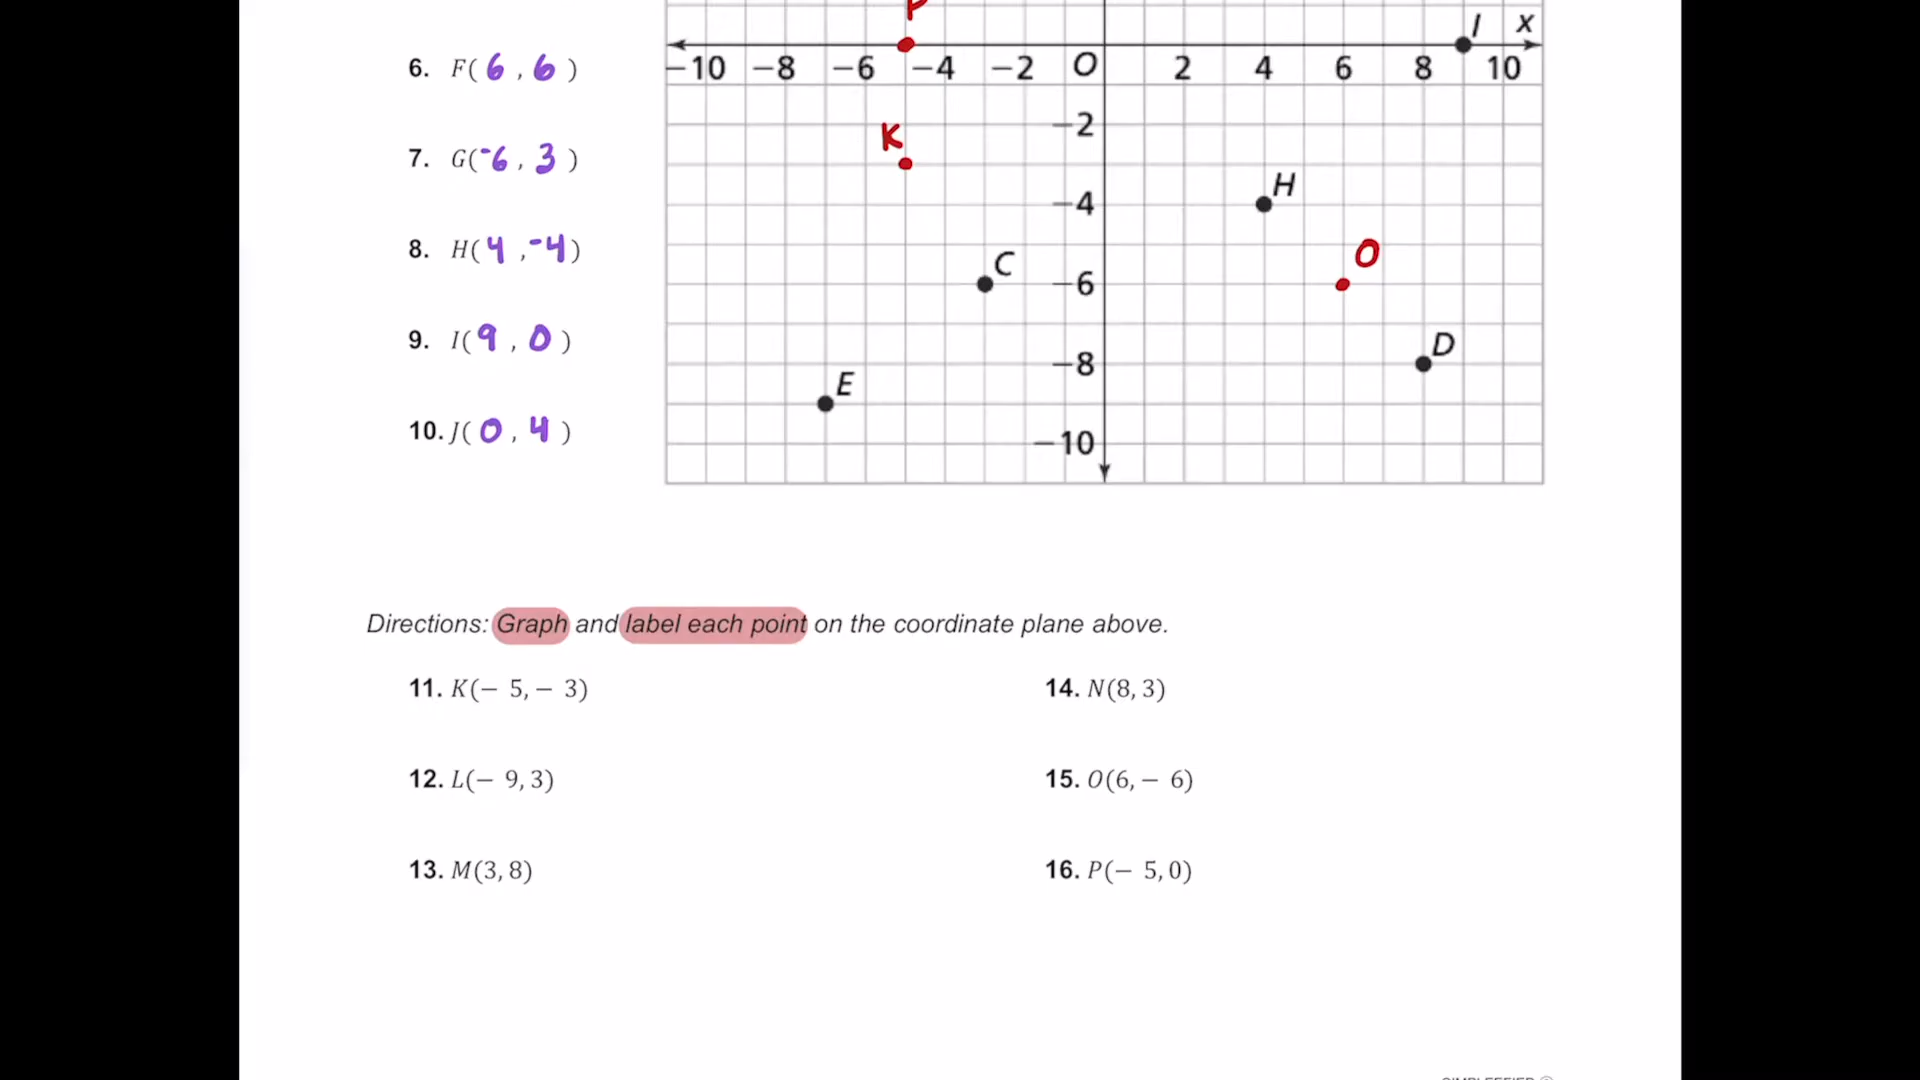 P
I x
6. F( 6 , 6 )
-10 -8 -6 -4 -2 O 2 4 6 8 10
-2
K
7. G( -6 , 3 )
H
-4
8. H( 4 , -4 )
O
C
-6
9. I( 9 , 0 )
D
-8
E
10. J( 0 , 4 )
-10
Directions: Graph and label each point on the coordinate plane above.
11. K(− 5, − 3)
14. N(8, 3)
12. L(− 9, 3)
15. O(6, − 6)
13. M(3, 8)
16. P(− 5, 0)